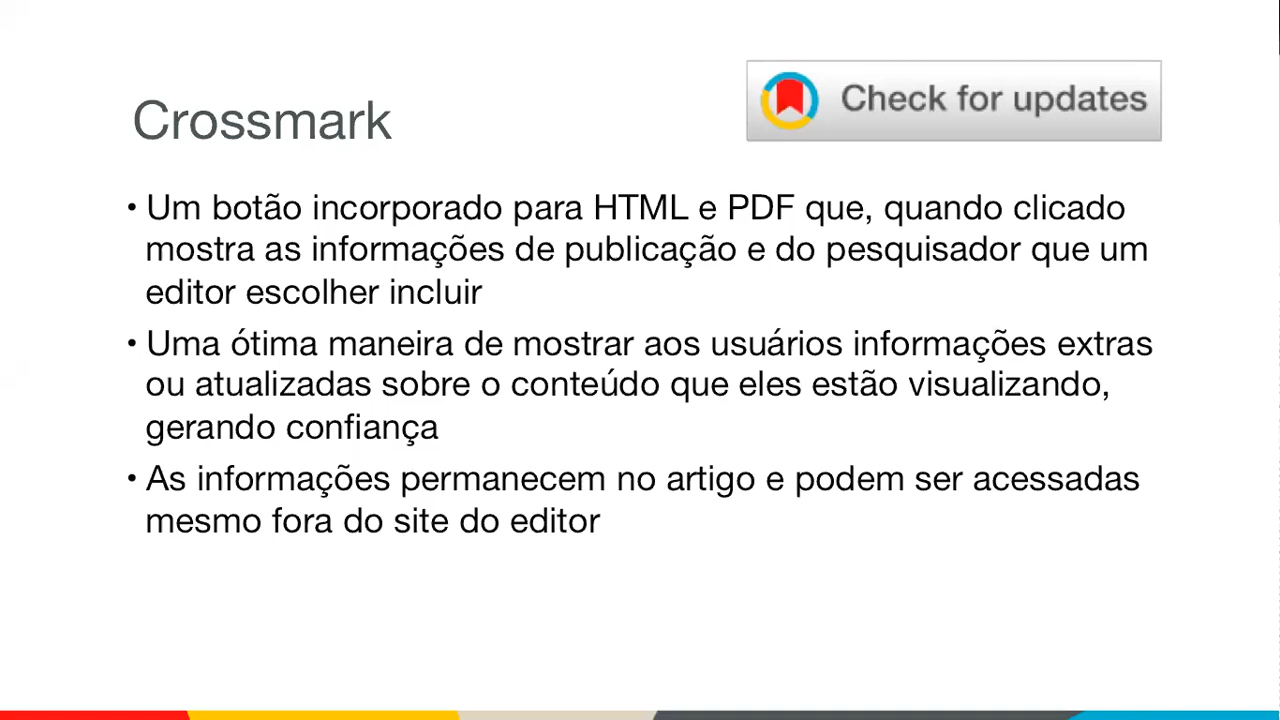 Crossmark
Check for updates
• Um botão incorporado para HTML e PDF que, quando clicado
mostra as informações de publicação e do pesquisador que um
editor escolher incluir
• Uma ótima maneira de mostrar aos usuários informações extras
ou atualizadas sobre o conteúdo que eles estão visualizando,
gerando confiança
• As informações permanecem no artigo e podem ser acessadas
mesmo fora do site do editor